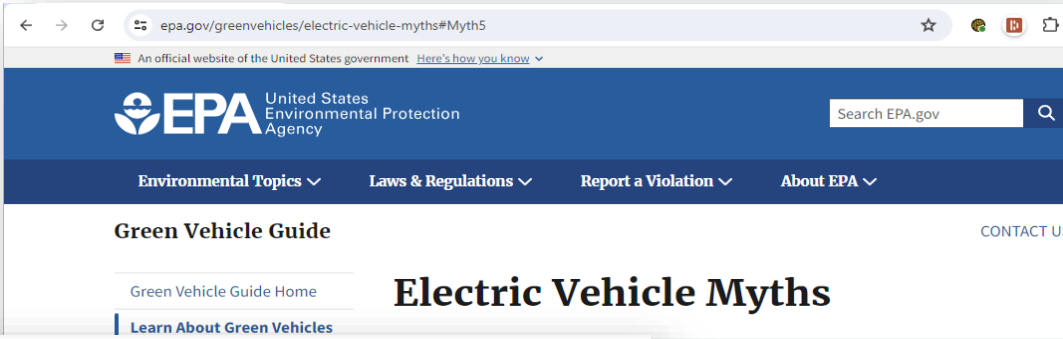 epa.gov/greenvehicles/electric-vehicle-myths#Myth5
An official website of the United States government Here's how you know
EPA United States
Environmental Protection
Agency
Search EPA.gov
Environmental Topics Laws & Regulations Report a Violation About EPA
Green Vehicle Guide
CONTACT US
Green Vehicle Guide Home
Electric Vehicle Myths
Learn About Green Vehicles